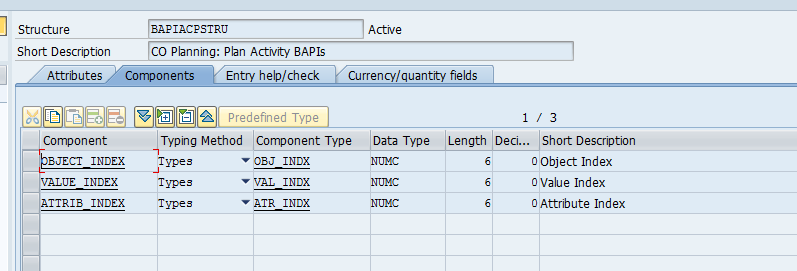 Structure BAPIACPSTRU Active
Short Description CO Planning: Plan Activity BAPIs
Attributes Components Entry help/check Currency/quantity fields
Predefined Type 1 / 3
Component Typing Method Component Type Data Type Length Deci... Short Description
OBJECT_INDEX Types OBJ_INDX NUMC 6 0 Object Index
VALUE_INDEX Types VAL_INDX NUMC 6 0 Value Index
ATTRIB_INDEX Types ATR_INDX NUMC 6 0 Attribute Index